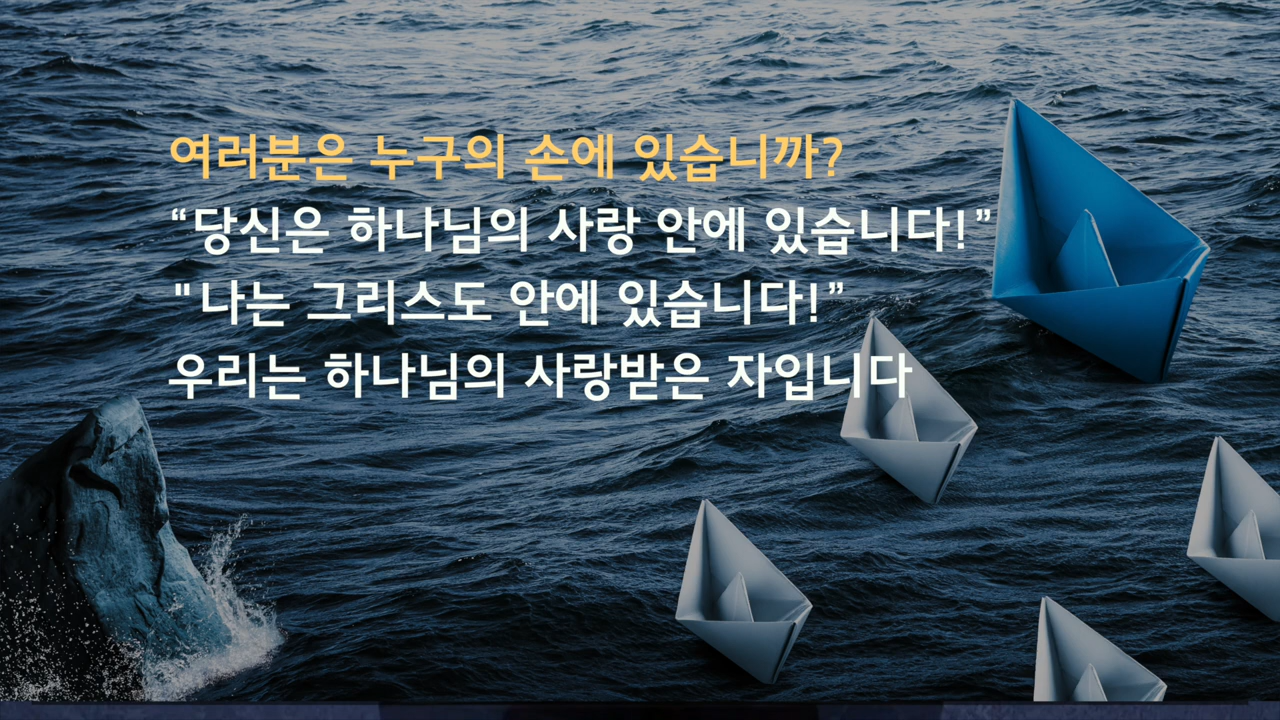 여러분은 누구의 손에 있습니까?
“당신은 하나님의 사랑 안에 있습니다!”
"나는 그리스도 안에 있습니다!”
우리는 하나님의 사랑받은 자입니다